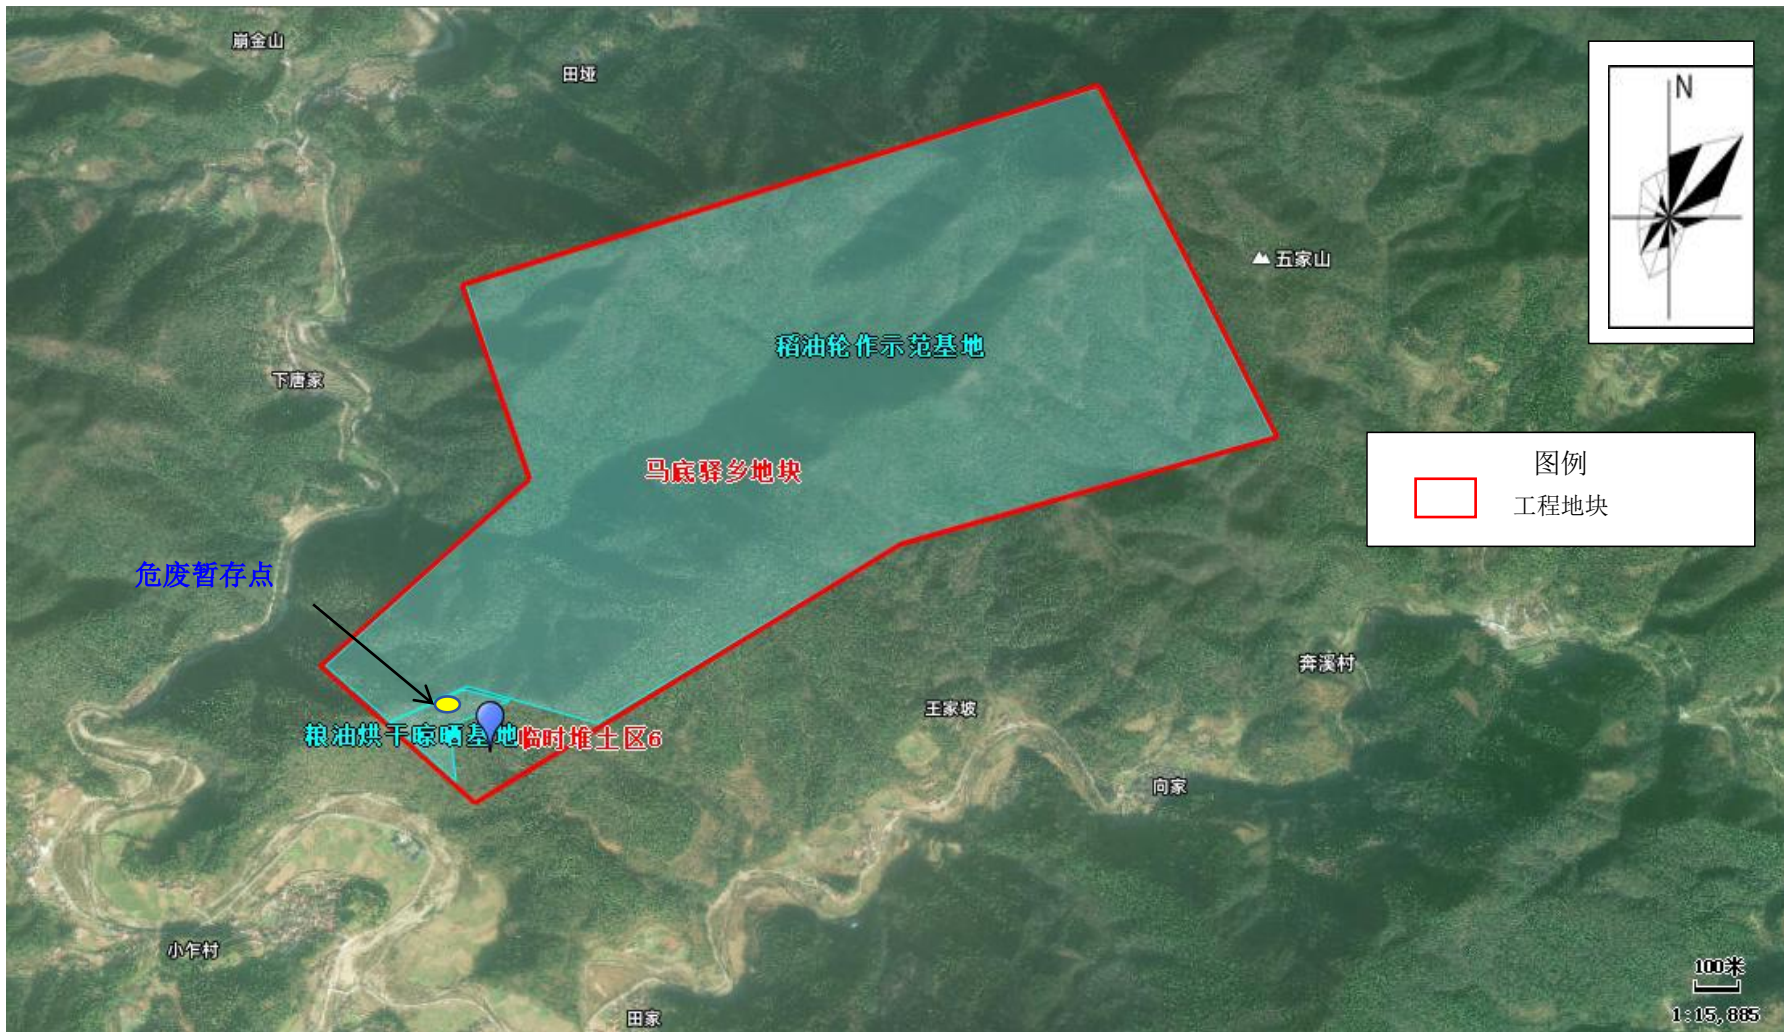 崩金山
田垭
N
五家山
稻油轮作示范基地
下唐家
马底驿乡地块
图例
工程地块
危废暂存点
奔溪村
王家坡
粮油烘干晾晒基地
临时堆土区6
向家
小乍村
100米
1:15,885
田家